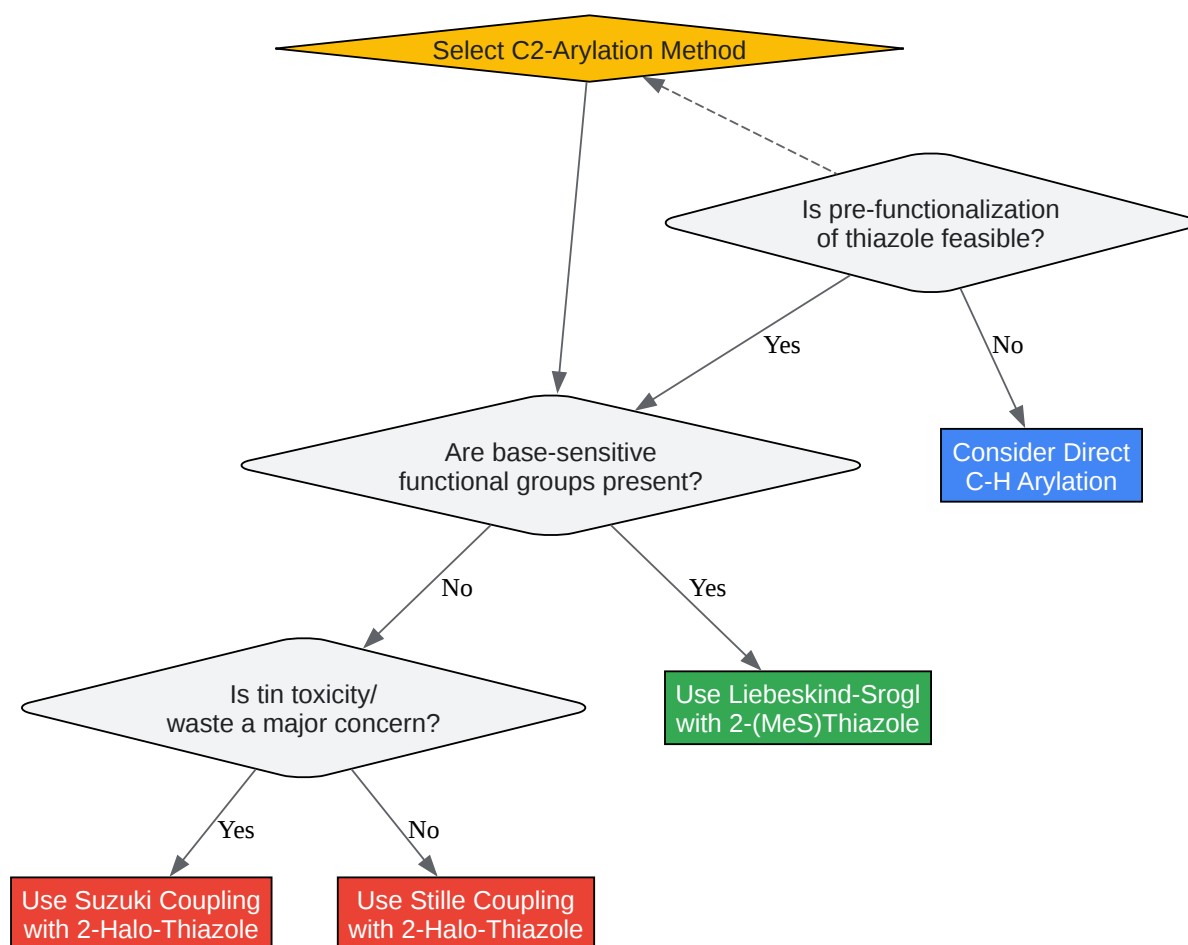 Select C2-Arylation Method
Is pre-functionalization
of thiazole feasible?
Yes
No
Are base-sensitive
functional groups present?
Consider Direct
C-H Arylation
No
Yes
Is tin toxicity/
waste a major concern?
Use Liebeskind-Srogl
with 2-(MeS)Thiazole
Yes
No
Use Suzuki Coupling
with 2-Halo-Thiazole
Use Stille Coupling
with 2-Halo-Thiazole